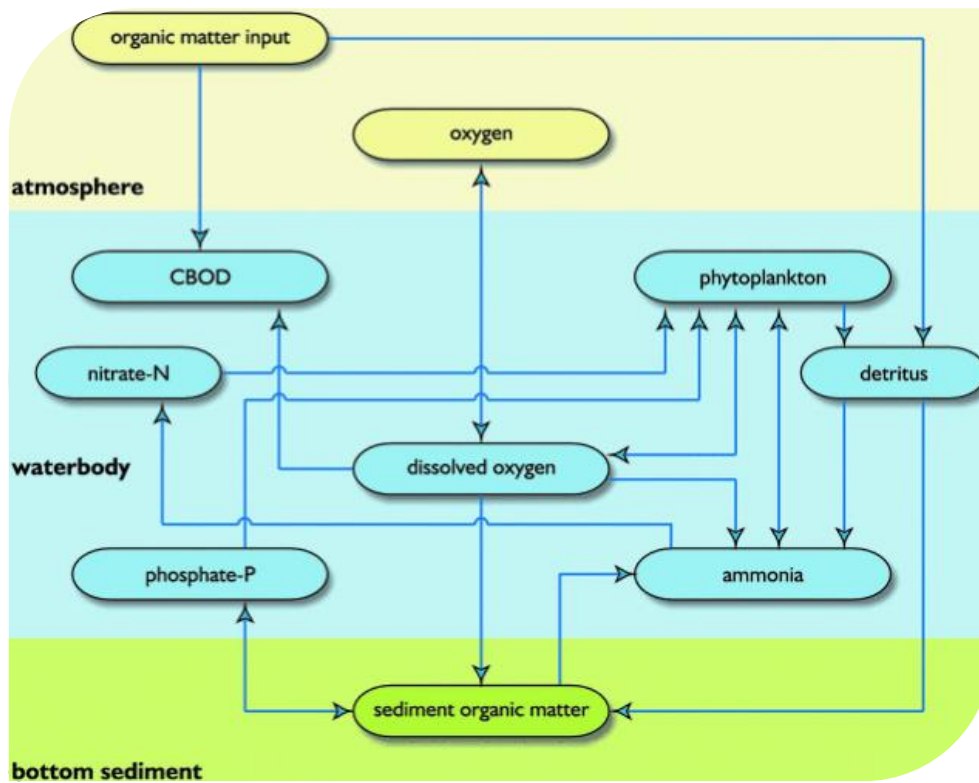 organic matter input
oxygen
atmosphere
CBOD
phytoplankton
nitrate-N
detritus
waterbody
dissolved oxygen
phosphate-P
ammonia
sediment organic matter
bottom sediment